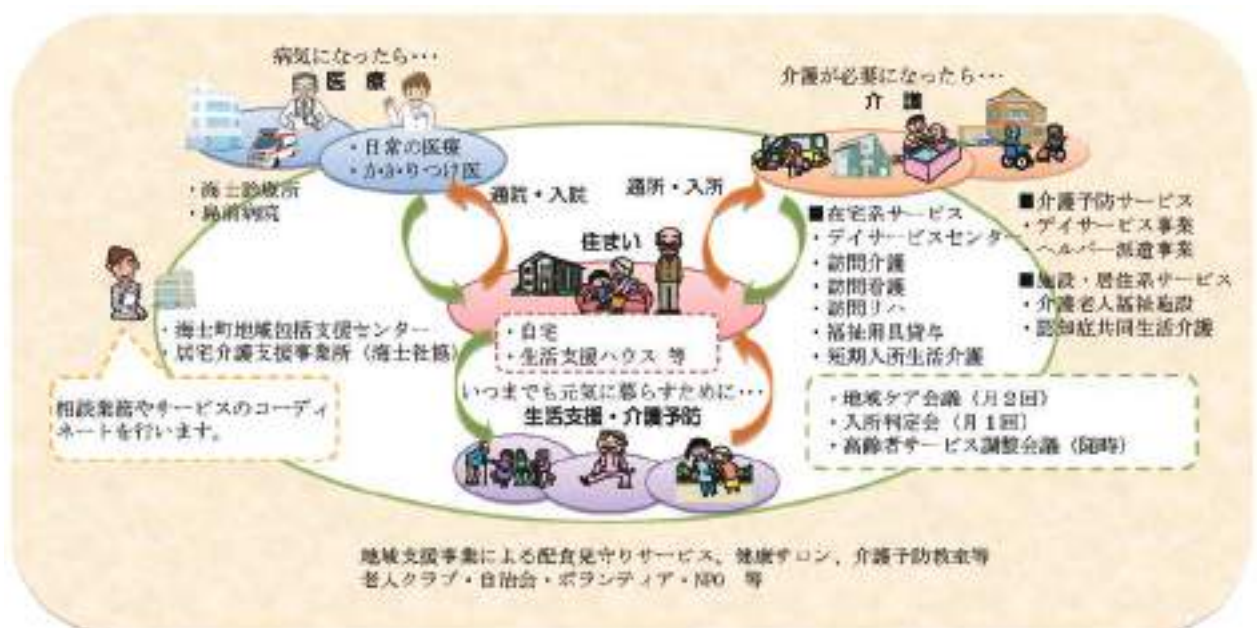 病気になったら･･･
医 療
・日常の医療
・かかりつけ医
・海士診療所
・島前病院
通院・入院
通所・入所
介護が必要になったら･･･
介 護
■在宅系サービス
・デイサービスセンター
・訪問介護
・訪問看護
・訪問リハ
・福祉用具貸与
・短期入所生活介護
■介護予防サービス
・デイサービス事業
・ヘルパー派遣事業
■施設・居住系サービス
・介護老人福祉施設
・認知症共同生活介護
住まい
・自宅
・生活支援ハウス 等
・海士町地域包括支援センター
・居宅介護支援事業所（海士社協）
相談業務やサービスのコーディ
ネートを行います。
いつまでも元気に暮らすために･･･
生活支援・介護予防
・地域ケア会議（月２回）
・入所判定会（月１回）
・高齢者サービス調整会議（随時）
地域支援事業による配食見守りサービス、健康サロン、介護予防教室等
老人クラブ・自治会・ボランティア・NPO 等